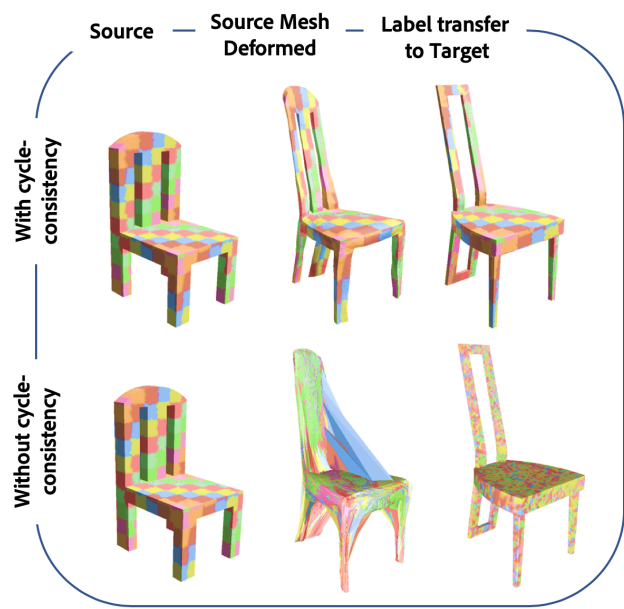 Source
Source Mesh
Deformed
Label transfer
to Target
With cycle-
consistency
Without cycle-
consistency